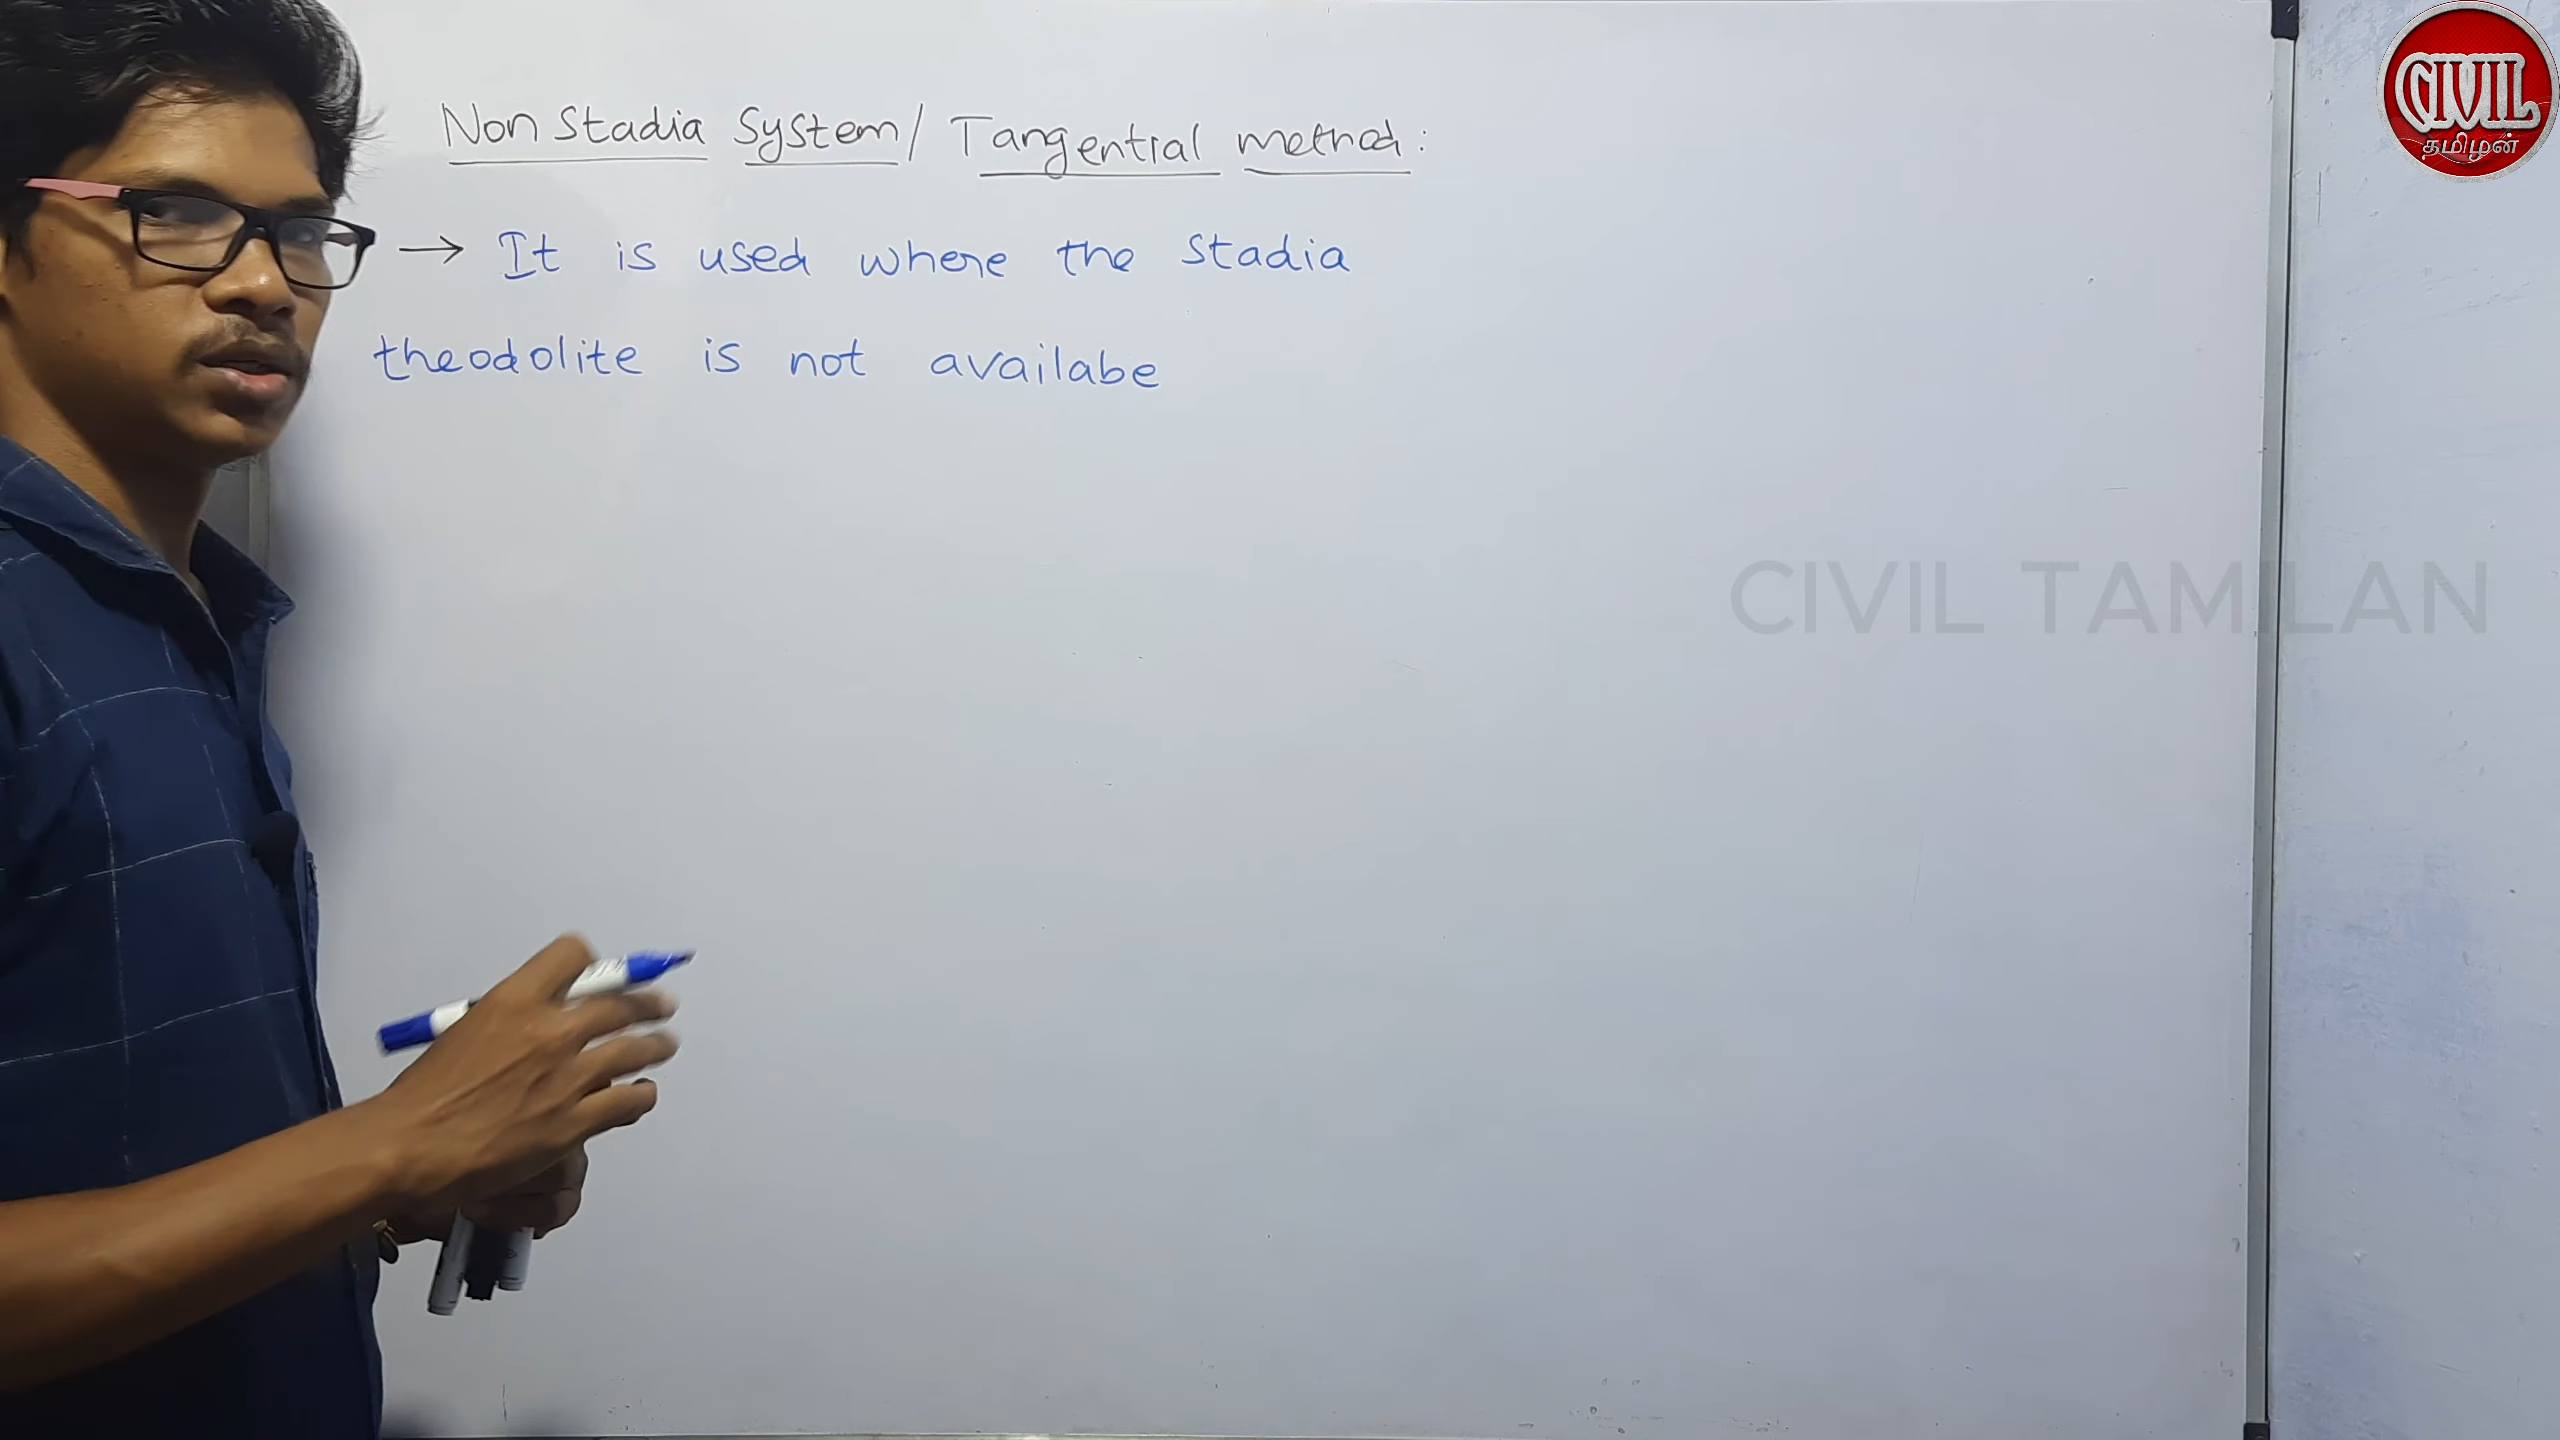 Non Stadia System/ Tangential method:
→ It is used where the stadia
theodolite is not availabe
CIVIL
தமிழன்
CIVIL TAMILAN